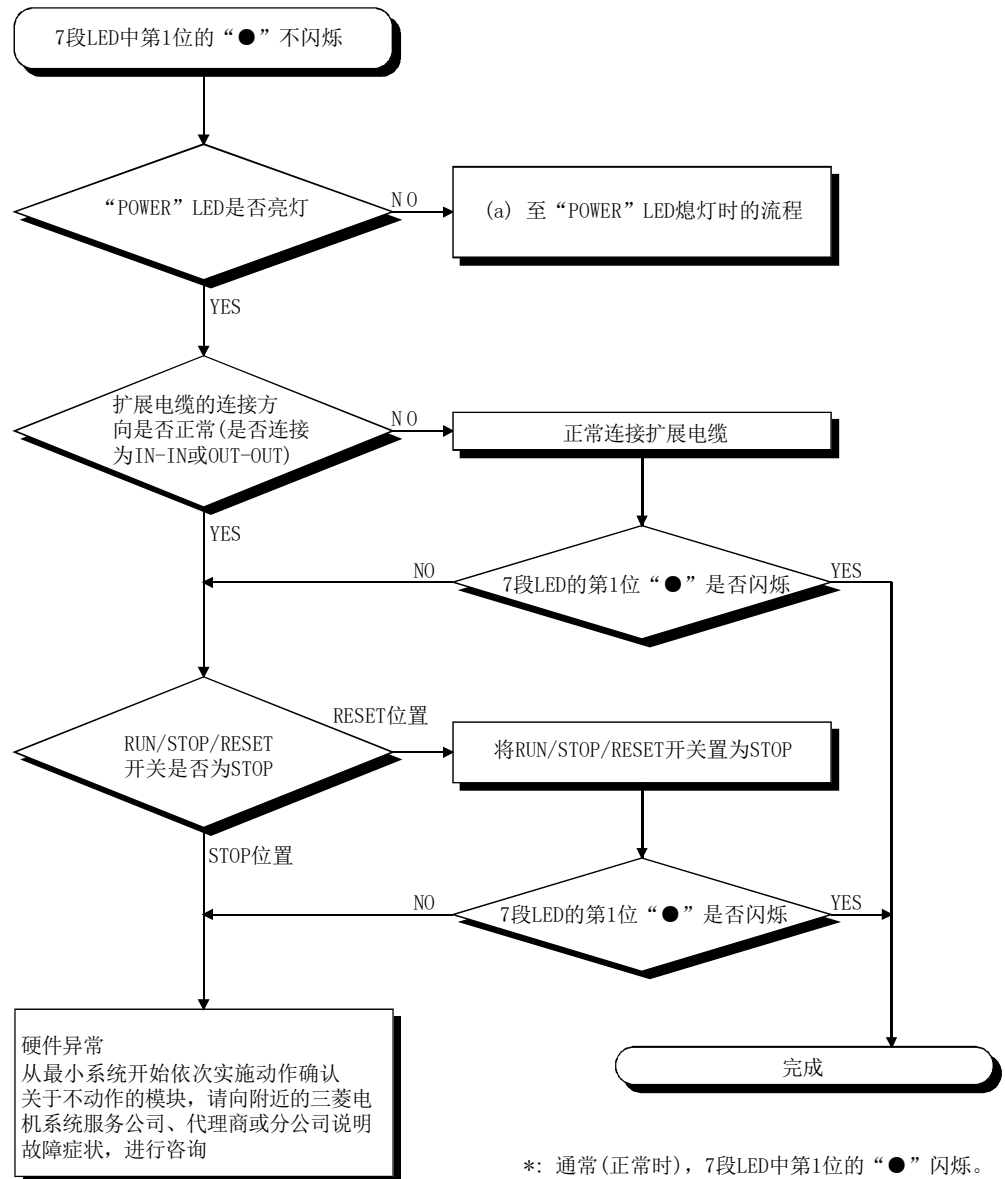 7段LED中第1位的“●”不闪烁
“POWER”LED是否亮灯
NO
(a) 至“POWER”LED熄灯时的流程
YES
扩展电缆的连接方
向是否正常(是否连接
为IN-IN或OUT-OUT)
NO
正常连接扩展电缆
YES
NO
7段LED的第1位“●”是否闪烁
YES
RUN/STOP/RESET
开关是否为STOP
RESET位置
将RUN/STOP/RESET开关置为STOP
STOP位置
NO
7段LED的第1位“●”是否闪烁
YES
硬件异常
从最小系统开始依次实施动作确认
关于不动作的模块，请向附近的三菱电
机系统服务公司、代理商或分公司说明
故障症状，进行咨询
完成
*: 通常(正常时)，7段LED中第1位的“●”闪烁。